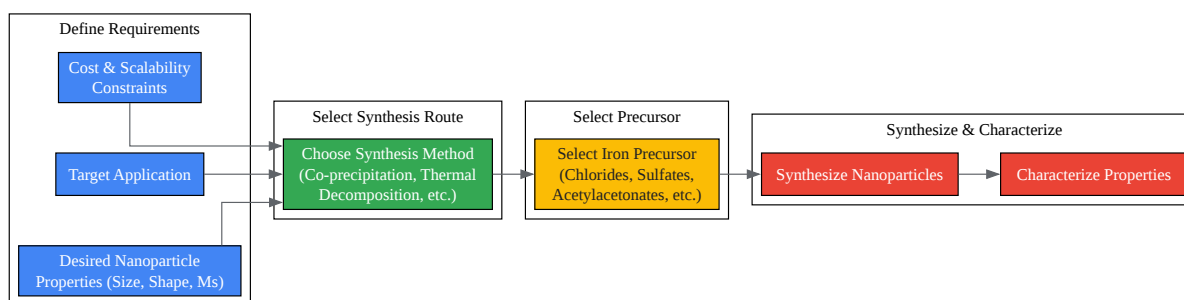 Define Requirements
Cost & Scalability
Constraints
Target Application
Desired Nanoparticle
Properties (Size, Shape, Ms)
Select Synthesis Route
Choose Synthesis Method
(Co-precipitation, Thermal
Decomposition, etc.)
Select Precursor
Select Iron Precursor
(Chlorides, Sulfates,
Acetylacetonates, etc.)
Synthesize & Characterize
Synthesize Nanoparticles
Characterize Properties